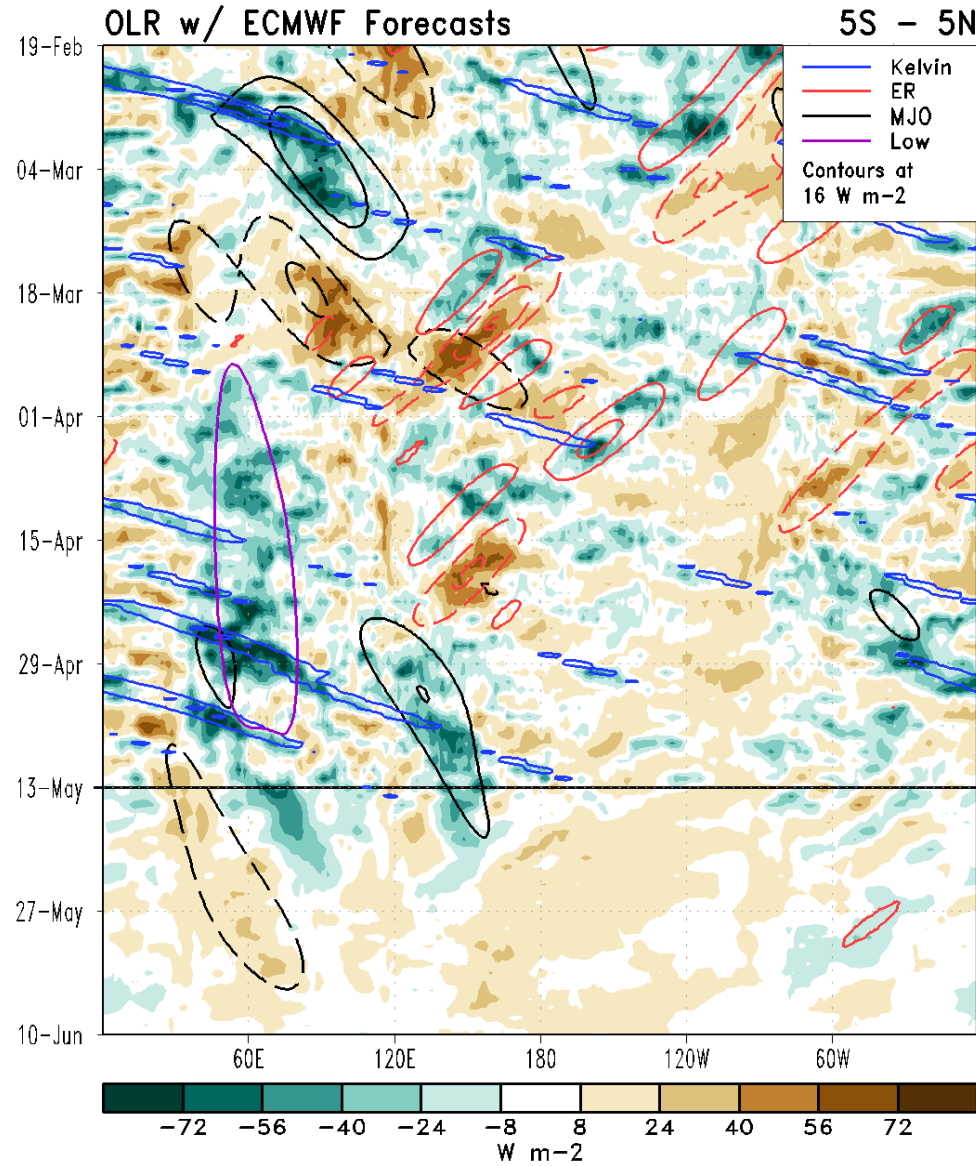 OLR w/ ECMWF Forecasts 5S - 5N
19-Feb
04-Mar
18-Mar
01-Apr
15-Apr
29-Apr
13-May
27-May
10-Jun
Kelvin
ER
MJO
Low
Contours at
16 W m-2
60E 120E 180 120W 60W
-72 -56 -40 -24 -8 8 24 40 56 72
W m-2